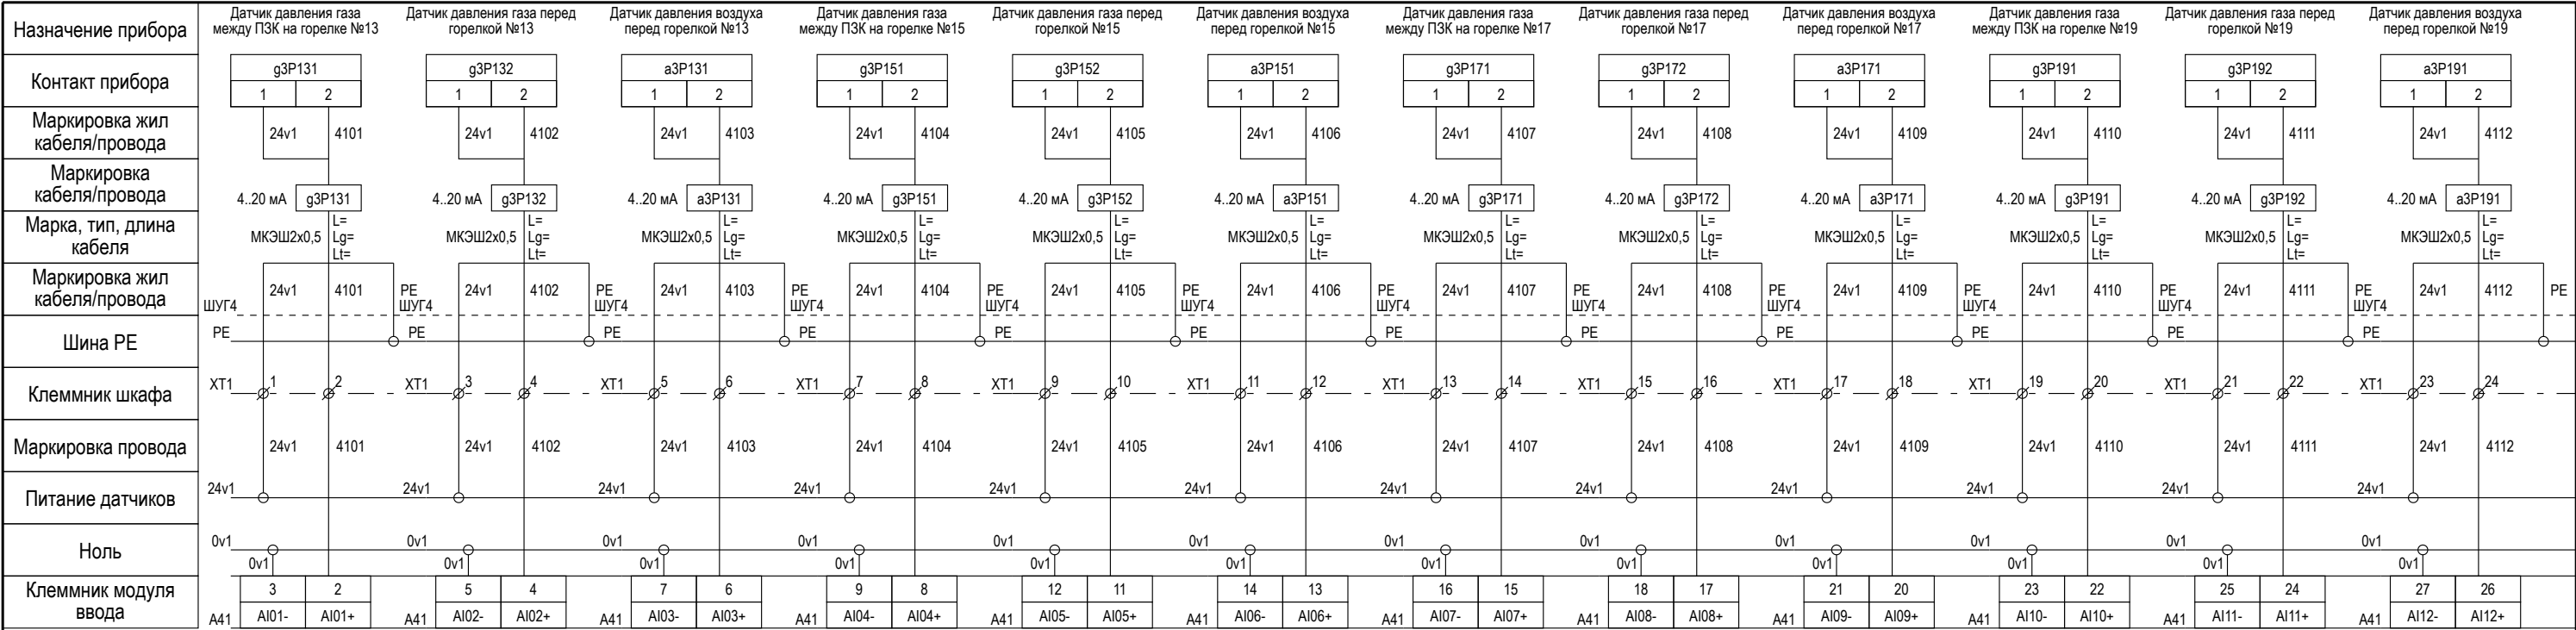 Назначение прибора
Датчик давления газа между ПЗК на горелке №13
Датчик давления газа перед горелкой №13
Датчик давления воздуха перед горелкой №13
Датчик давления газа между ПЗК на горелке №15
Датчик давления газа перед горелкой №15
Датчик давления воздуха перед горелкой №15
Датчик давления газа между ПЗК на горелке №17
Датчик давления газа перед горелкой №17
Датчик давления воздуха перед горелкой №17
Датчик давления газа между ПЗК на горелке №19
Датчик давления газа перед горелкой №19
Датчик давления воздуха перед горелкой №19
Контакт прибора
g3P131 g3P132 a3P131 g3P151 g3P152 a3P151 g3P171 g3P172 a3P171 g3P191 g3P192 a3P191
1 2 1 2 1 2 1 2 1 2 1 2 1 2 1 2 1 2 1 2 1 2 1 2
Маркировка жил
кабеля/провода
24v1 4101 24v1 4102 24v1 4103 24v1 4104 24v1 4105 24v1 4106 24v1 4107 24v1 4108 24v1 4109 24v1 4110 24v1 4111 24v1 4112
Маркировка
кабеля/провода
4..20 мА g3P131 4..20 мА g3P132 4..20 мА a3P131 4..20 мА g3P151 4..20 мА g3P152 4..20 мА a3P151 4..20 мА g3P171 4..20 мА g3P172 4..20 мА a3P171 4..20 мА g3P191 4..20 мА g3P192 4..20 мА a3P191
Марка, тип, длина
кабеля
L= L= L= L= L= L= L= L= L= L= L= L=
МКЭШ2х0,5 Lg= МКЭШ2х0,5 Lg= МКЭШ2х0,5 Lg= МКЭШ2х0,5 Lg= МКЭШ2х0,5 Lg= МКЭШ2х0,5 Lg= МКЭШ2х0,5 Lg= МКЭШ2х0,5 Lg= МКЭШ2х0,5 Lg= МКЭШ2х0,5 Lg= МКЭШ2х0,5 Lg= МКЭШ2х0,5 Lg=
Lt= Lt= Lt= Lt= Lt= Lt= Lt= Lt= Lt= Lt= Lt= Lt=
Маркировка жил
кабеля/провода
24v1 4101 PE 24v1 4102 PE 24v1 4103 PE 24v1 4104 PE 24v1 4105 PE 24v1 4106 PE 24v1 4107 PE 24v1 4108 PE 24v1 4109 PE 24v1 4110 PE 24v1 4111 PE 24v1 4112 PE
ШУГ4 ШУГ4 ШУГ4 ШУГ4 ШУГ4 ШУГ4 ШУГ4 ШУГ4 ШУГ4 ШУГ4 ШУГ4 ШУГ4
Шина PE
PE PE PE PE PE PE PE PE PE PE PE PE
Клеммник шкафа
XT1 1 2 XT1 3 4 XT1 5 6 XT1 7 8 XT1 9 10 XT1 11 12 XT1 13 14 XT1 15 16 XT1 17 18 XT1 19 20 XT1 21 22 XT1 23 24
Маркировка провода
24v1 4101 24v1 4102 24v1 4103 24v1 4104 24v1 4105 24v1 4106 24v1 4107 24v1 4108 24v1 4109 24v1 4110 24v1 4111 24v1 4112
Питание датчиков
24v1 24v1 24v1 24v1 24v1 24v1 24v1 24v1 24v1 24v1 24v1 24v1
Ноль
0v1 0v1 0v1 0v1 0v1 0v1 0v1 0v1 0v1 0v1 0v1 0v1
0v1 0v1 0v1 0v1 0v1 0v1 0v1 0v1 0v1 0v1 0v1 0v1
Клеммник модуля
ввода
3 2 5 4 7 6 9 8 12 11 14 13 16 15 18 17 21 20 23 22 25 24 27 26
A41 AI01- AI01+ A41 AI02- AI02+ A41 AI03- AI03+ A41 AI04- AI04+ A41 AI05- AI05+ A41 AI06- AI06+ A41 AI07- AI07+ A41 AI08- AI08+ A41 AI09- AI09+ A41 AI10- AI10+ A41 AI11- AI11+ A41 AI12- AI12+